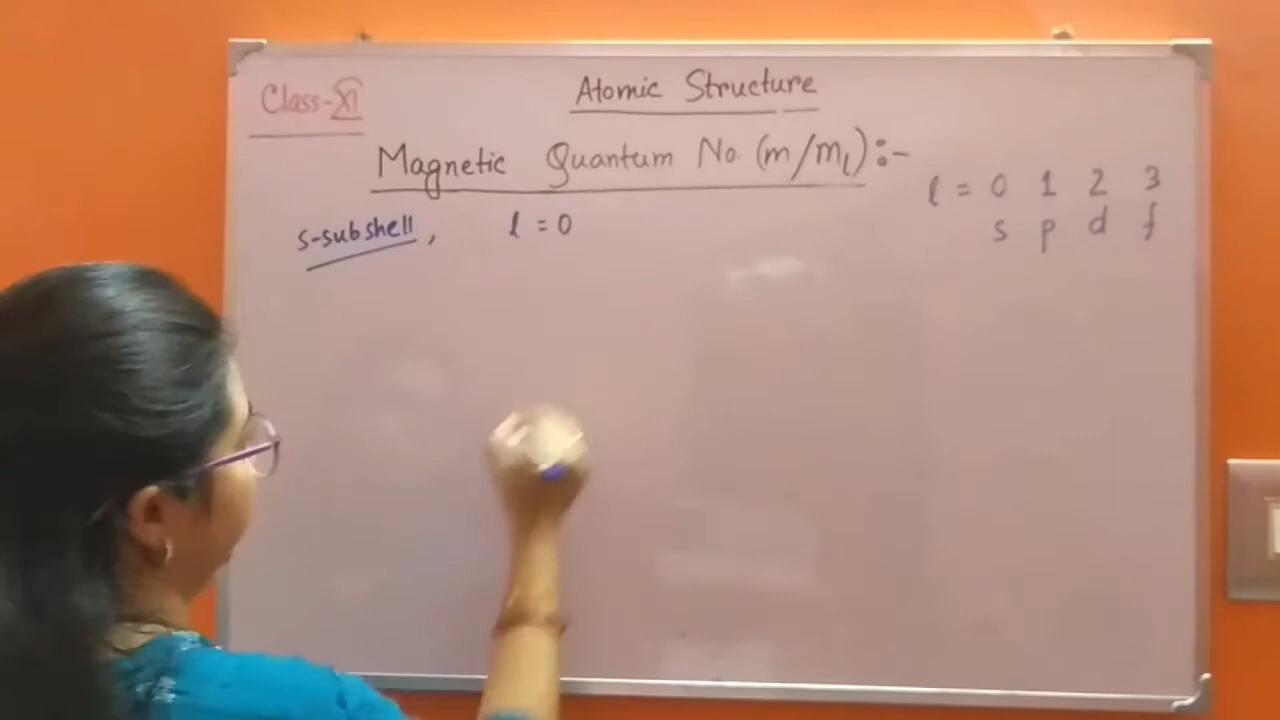 Class-XI
Atomic Structure
Magnetic Quantum No. (m/ml):-
l = 0 1 2 3
s p d f
s-subshell, l = 0